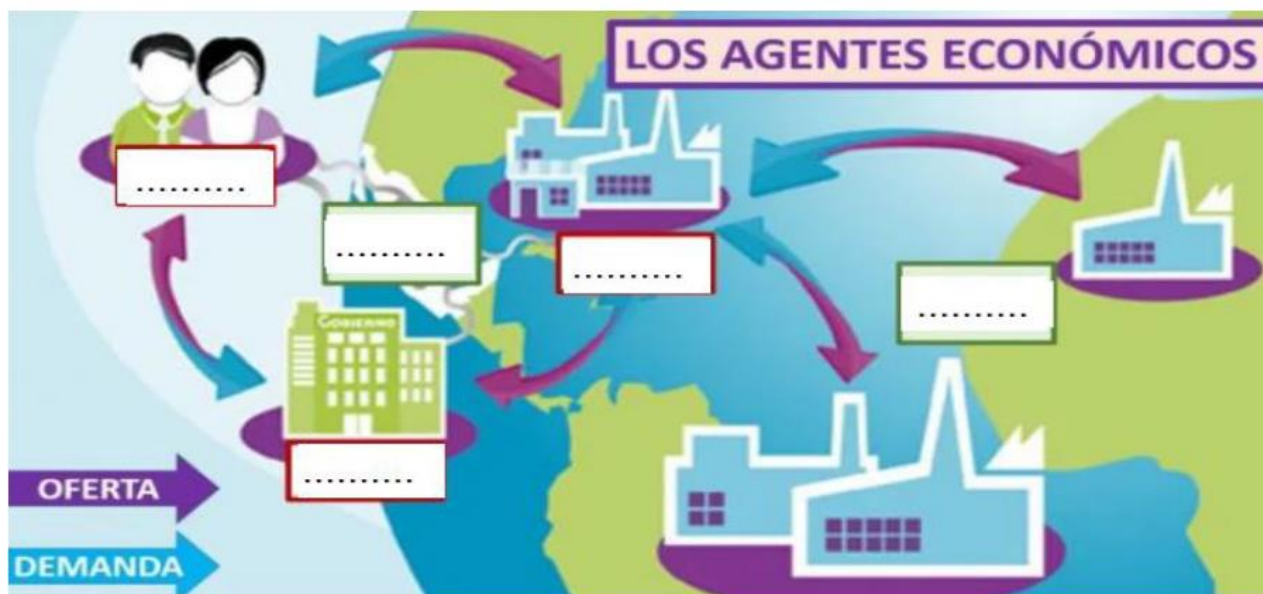 LOS AGENTES ECONÓMICOS
..........
..........
..........
..........
GOBIERNO
..........
OFERTA
DEMANDA